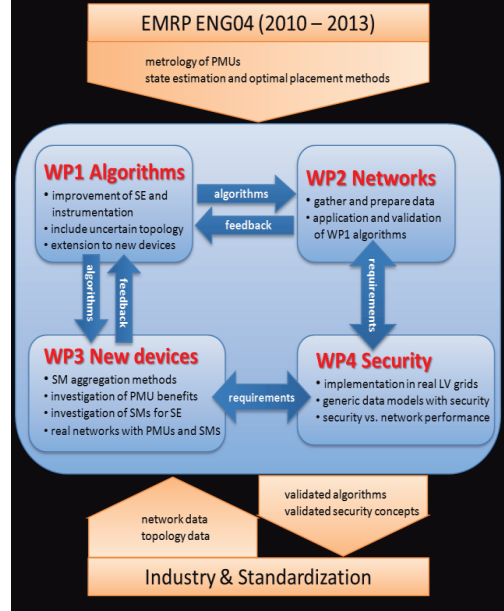 EMRP ENG04 (2010 – 2013)
metrology of PMUs
state estimation and optimal placement methods
WP1 Algorithms
• improvement of SE and
instrumentation
• include uncertain topology
• extension to new devices
algorithms
feedback
WP2 Networks
• gather and prepare data
• application and validation
of WP1 algorithms
algorithms
feedback
requirements
WP3 New devices
• SM aggregation methods
• investigation of PMU benefits
• investigation of SMs for SE
• real networks with PMUs and SMs
requirements
WP4 Security
• implementation in real LV grids
• generic data models with security
• security vs. network performance
network data
topology data
validated algorithms
validated security concepts
Industry & Standardization